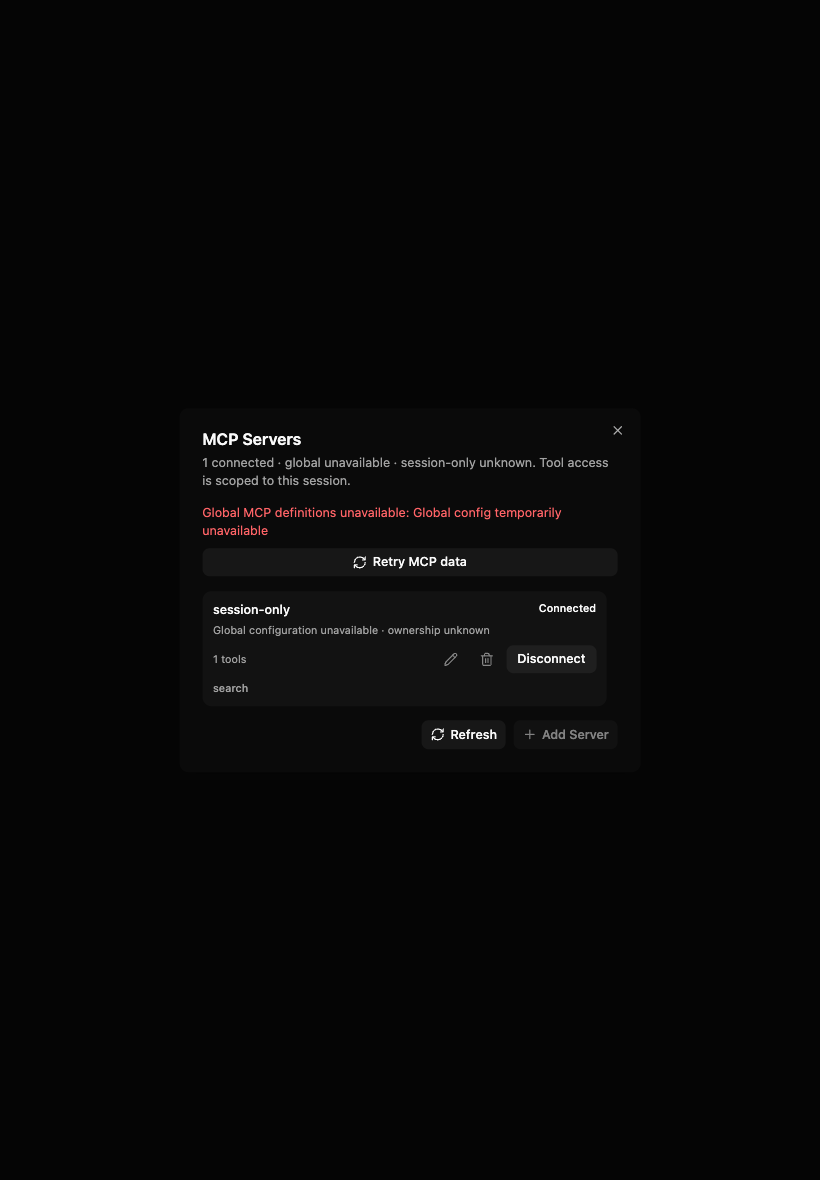 MCP Servers
1 connected · global unavailable · session-only unknown. Tool access
is scoped to this session.
Global MCP definitions unavailable: Global config temporarily
unavailable
Retry MCP data
session-only
Connected
Global configuration unavailable · ownership unknown
1 tools
Disconnect
search
Refresh
Add Server